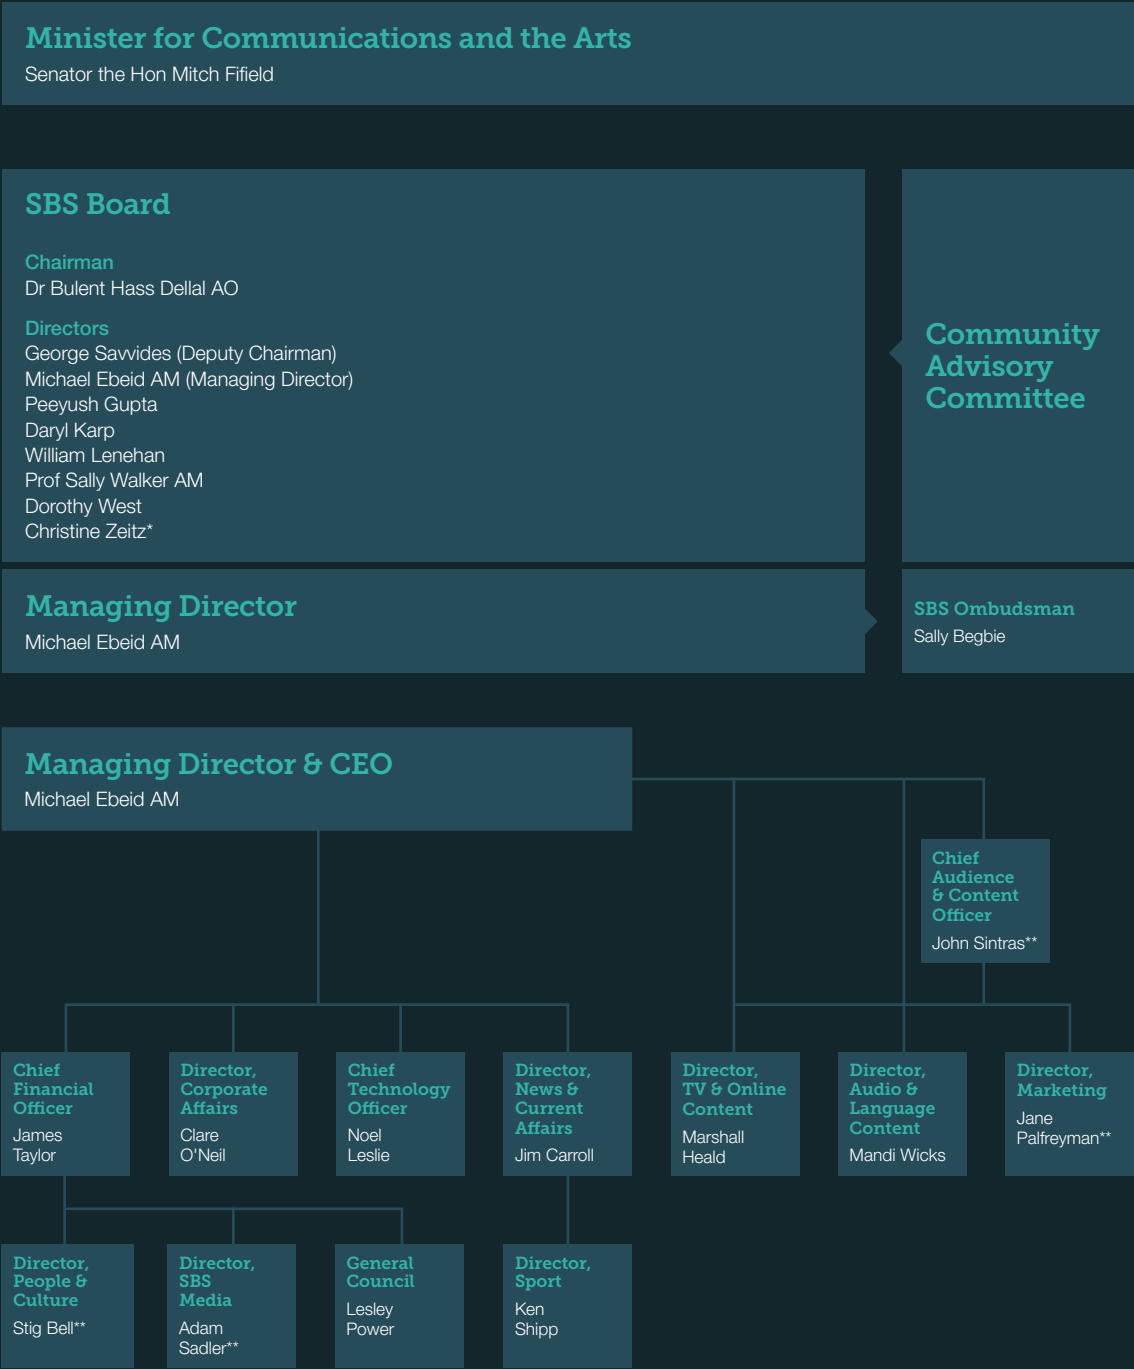 Minister for Communications and the Arts
Senator the Hon Mitch Fifield
SBS Board
Chairman
Dr Bulent Hass Dellal AO
Directors
George Savvides (Deputy Chairman)
Michael Ebeid AM (Managing Director)
Peeyush Gupta
Daryl Karp
William Lenehan
Prof Sally Walker AM
Dorothy West
Christine Zeitz*
Community
Advisory
Committee
Managing Director
Michael Ebeid AM
SBS Ombudsman
Sally Begbie
Managing Director & CEO
Michael Ebeid AM
Chief
Audience
& Content
Officer
John Sintras**
Chief
Financial
Officer
James
Taylor
Director,
Corporate
Affairs
Clare
O'Neil
Chief
Technology
Officer
Noel
Leslie
Director,
News &
Current
Affairs
Jim Carroll
Director,
TV & Online
Content
Marshall
Heald
Director,
Audio &
Language
Content
Mandi Wicks
Director,
Marketing
Jane
Palfreyman**
Director,
People &
Culture
Stig Bell**
Director,
SBS
Media
Adam
Sadler**
General
Council
Lesley
Power
Director,
Sport
Ken
Shipp